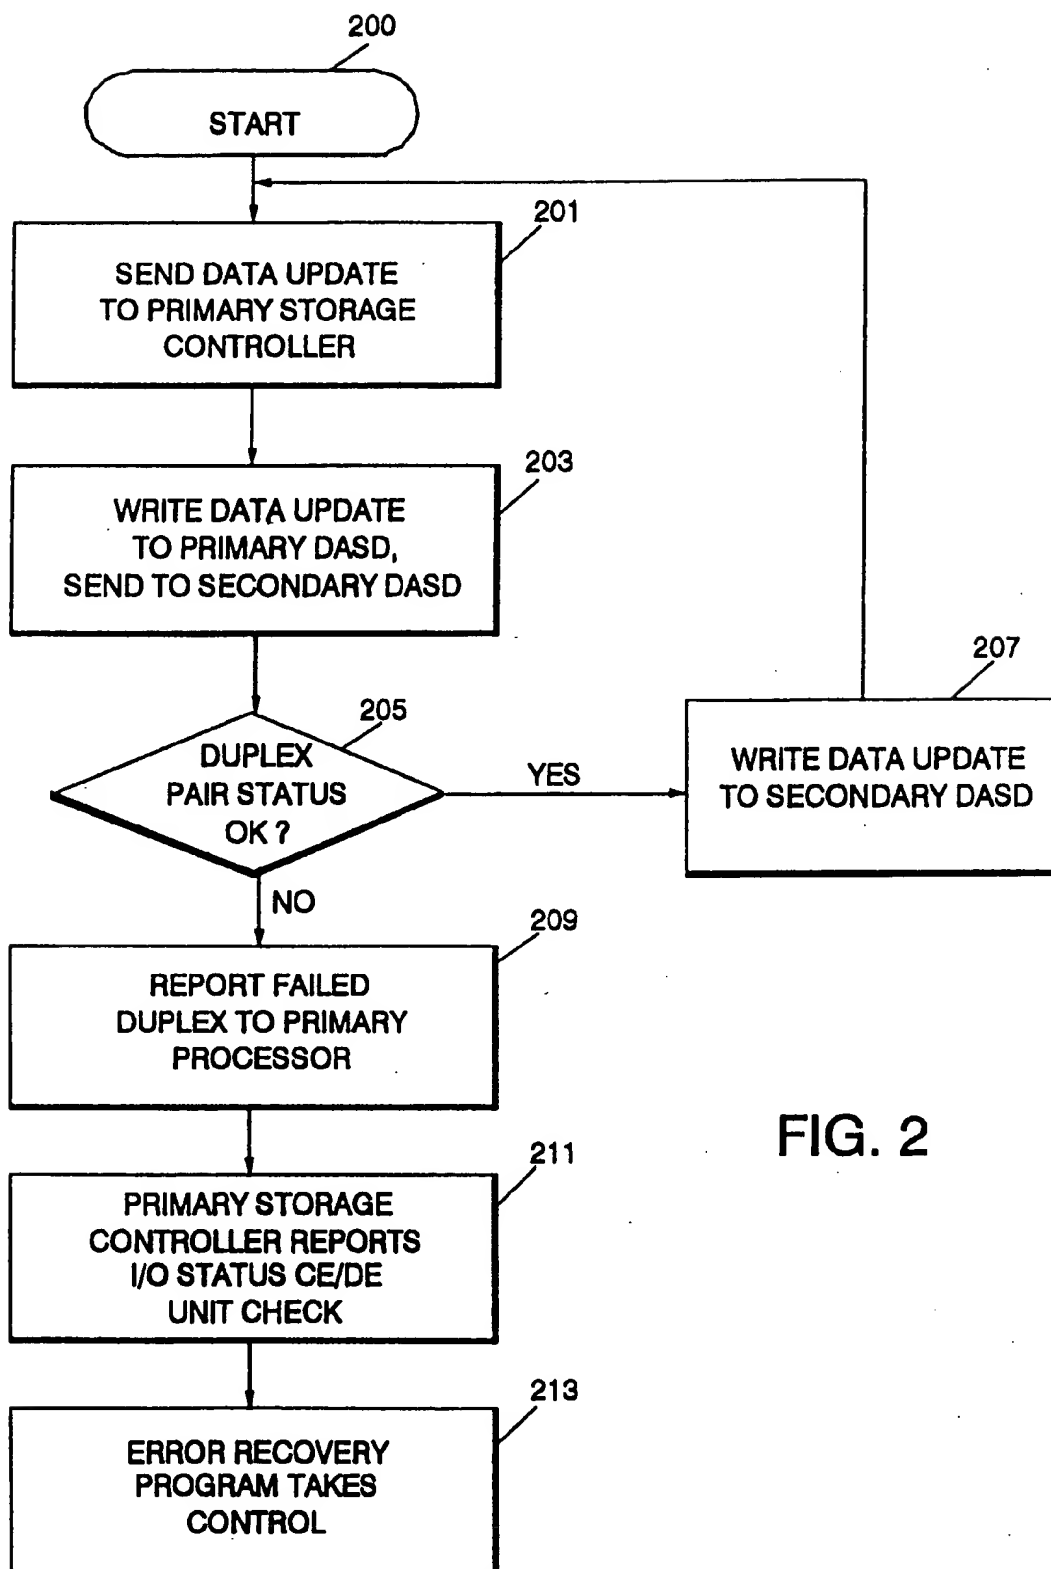 200
START
201
SEND DATA UPDATE
TO PRIMARY STORAGE
CONTROLLER
203
WRITE DATA UPDATE
TO PRIMARY DASD,
SEND TO SECONDARY DASD
205
DUPLEX
PAIR STATUS
OK ?
YES
207
WRITE DATA UPDATE
TO SECONDARY DASD
NO
209
REPORT FAILED
DUPLEX TO PRIMARY
PROCESSOR
211
PRIMARY STORAGE
CONTROLLER REPORTS
I/O STATUS CE/DE
UNIT CHECK
FIG. 2
213
ERROR RECOVERY
PROGRAM TAKES
CONTROL